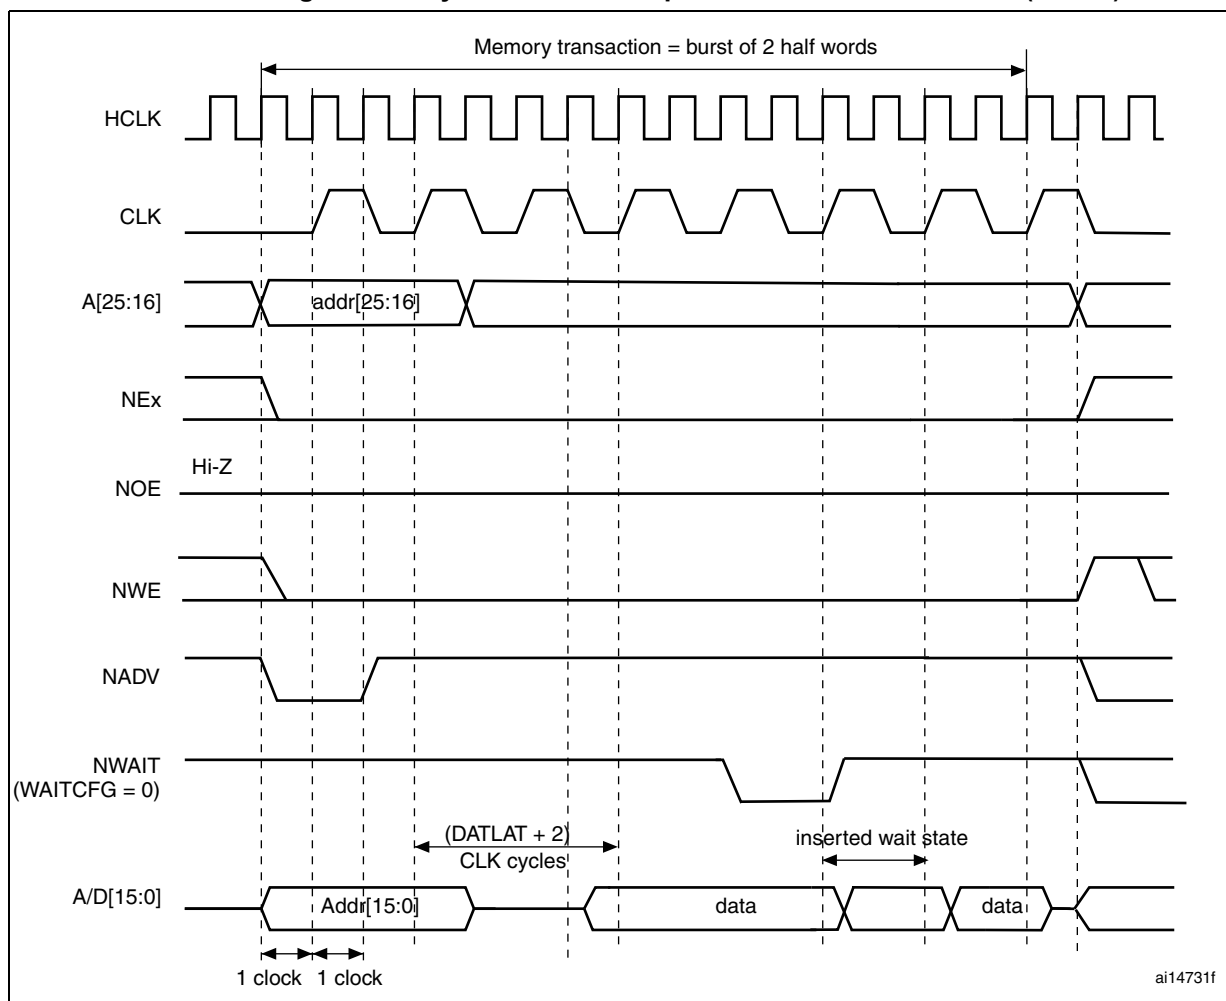 Memory transaction = burst of 2 half words
HCLK
CLK
A[25:16]
addr[25:16]
NEx
Hi-Z
NOE
NWE
NADV
NWAIT
(WAITCFG = 0)
(DATLAT + 2)
CLK cycles
inserted wait state
A/D[15:0]
Addr[15:0]
data
data
1 clock
1 clock
ai14731f